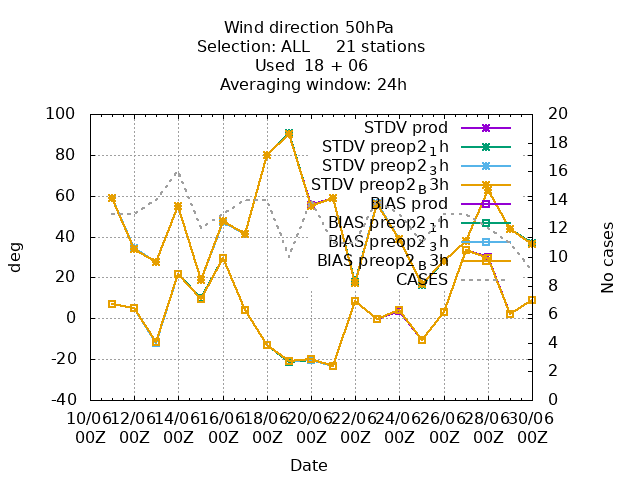 Wind direction 50hPa
Selection: ALL 21 stations
Used 18 + 06
Averaging window: 24h
100
80
60
40
20
0
-20
-40
deg
20
18
16
14
12
10
8
6
4
2
0
No cases
STDV prod
STDV preop2_1h
STDV preop2_3h
STDV preop2_B3h
BIAS prod
BIAS preop2_1h
BIAS preop2_3h
BIAS preop2_B3h
CASES
10/06 12/06 14/06 16/06 18/06 20/06 22/06 24/06 26/06 28/06 30/06
00Z 00Z 00Z 00Z 00Z 00Z 00Z 00Z 00Z 00Z 00Z
Date